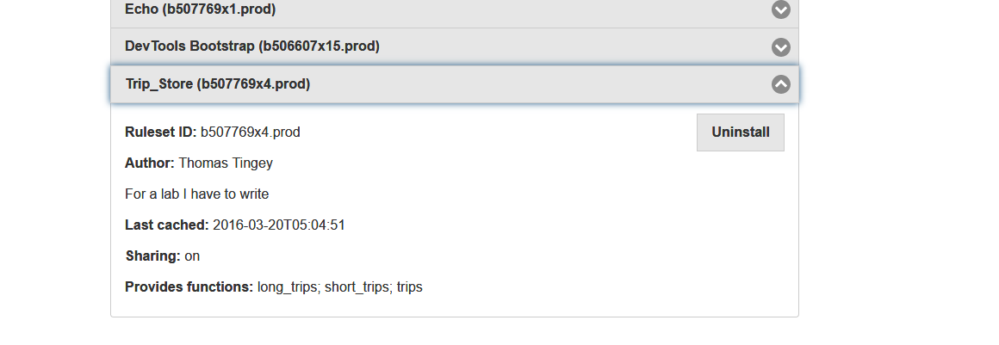 Echo (b507769x1.prod)
DevTools Bootstrap (b506607x15.prod)
Trip_Store (b507769x4.prod)
Ruleset ID: b507769x4.prod
Uninstall
Author: Thomas Tingey
For a lab I have to write
Last cached: 2016-03-20T05:04:51
Sharing: on
Provides functions: long_trips; short_trips; trips